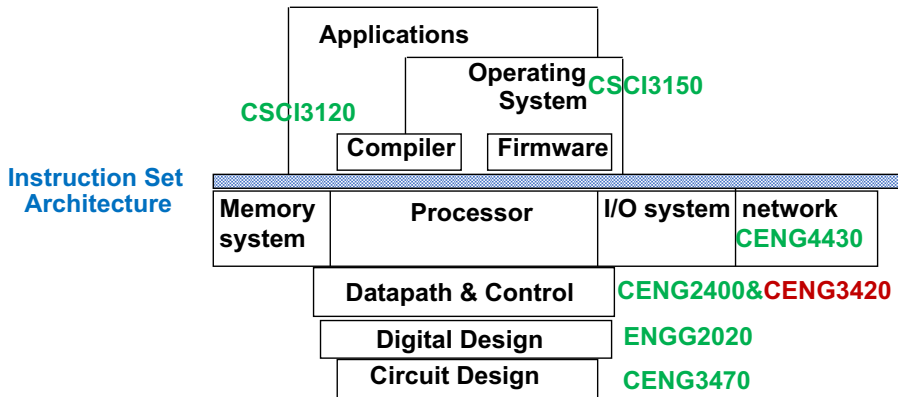 Applications
Operating
System
CSCI3150
CSCI3120
Compiler
Firmware
Instruction Set
Architecture
Memory
system
Processor
I/O system
network
CENG4430
Datapath & Control
CENG2400&CENG3420
Digital Design
ENGG2020
Circuit Design
CENG3470